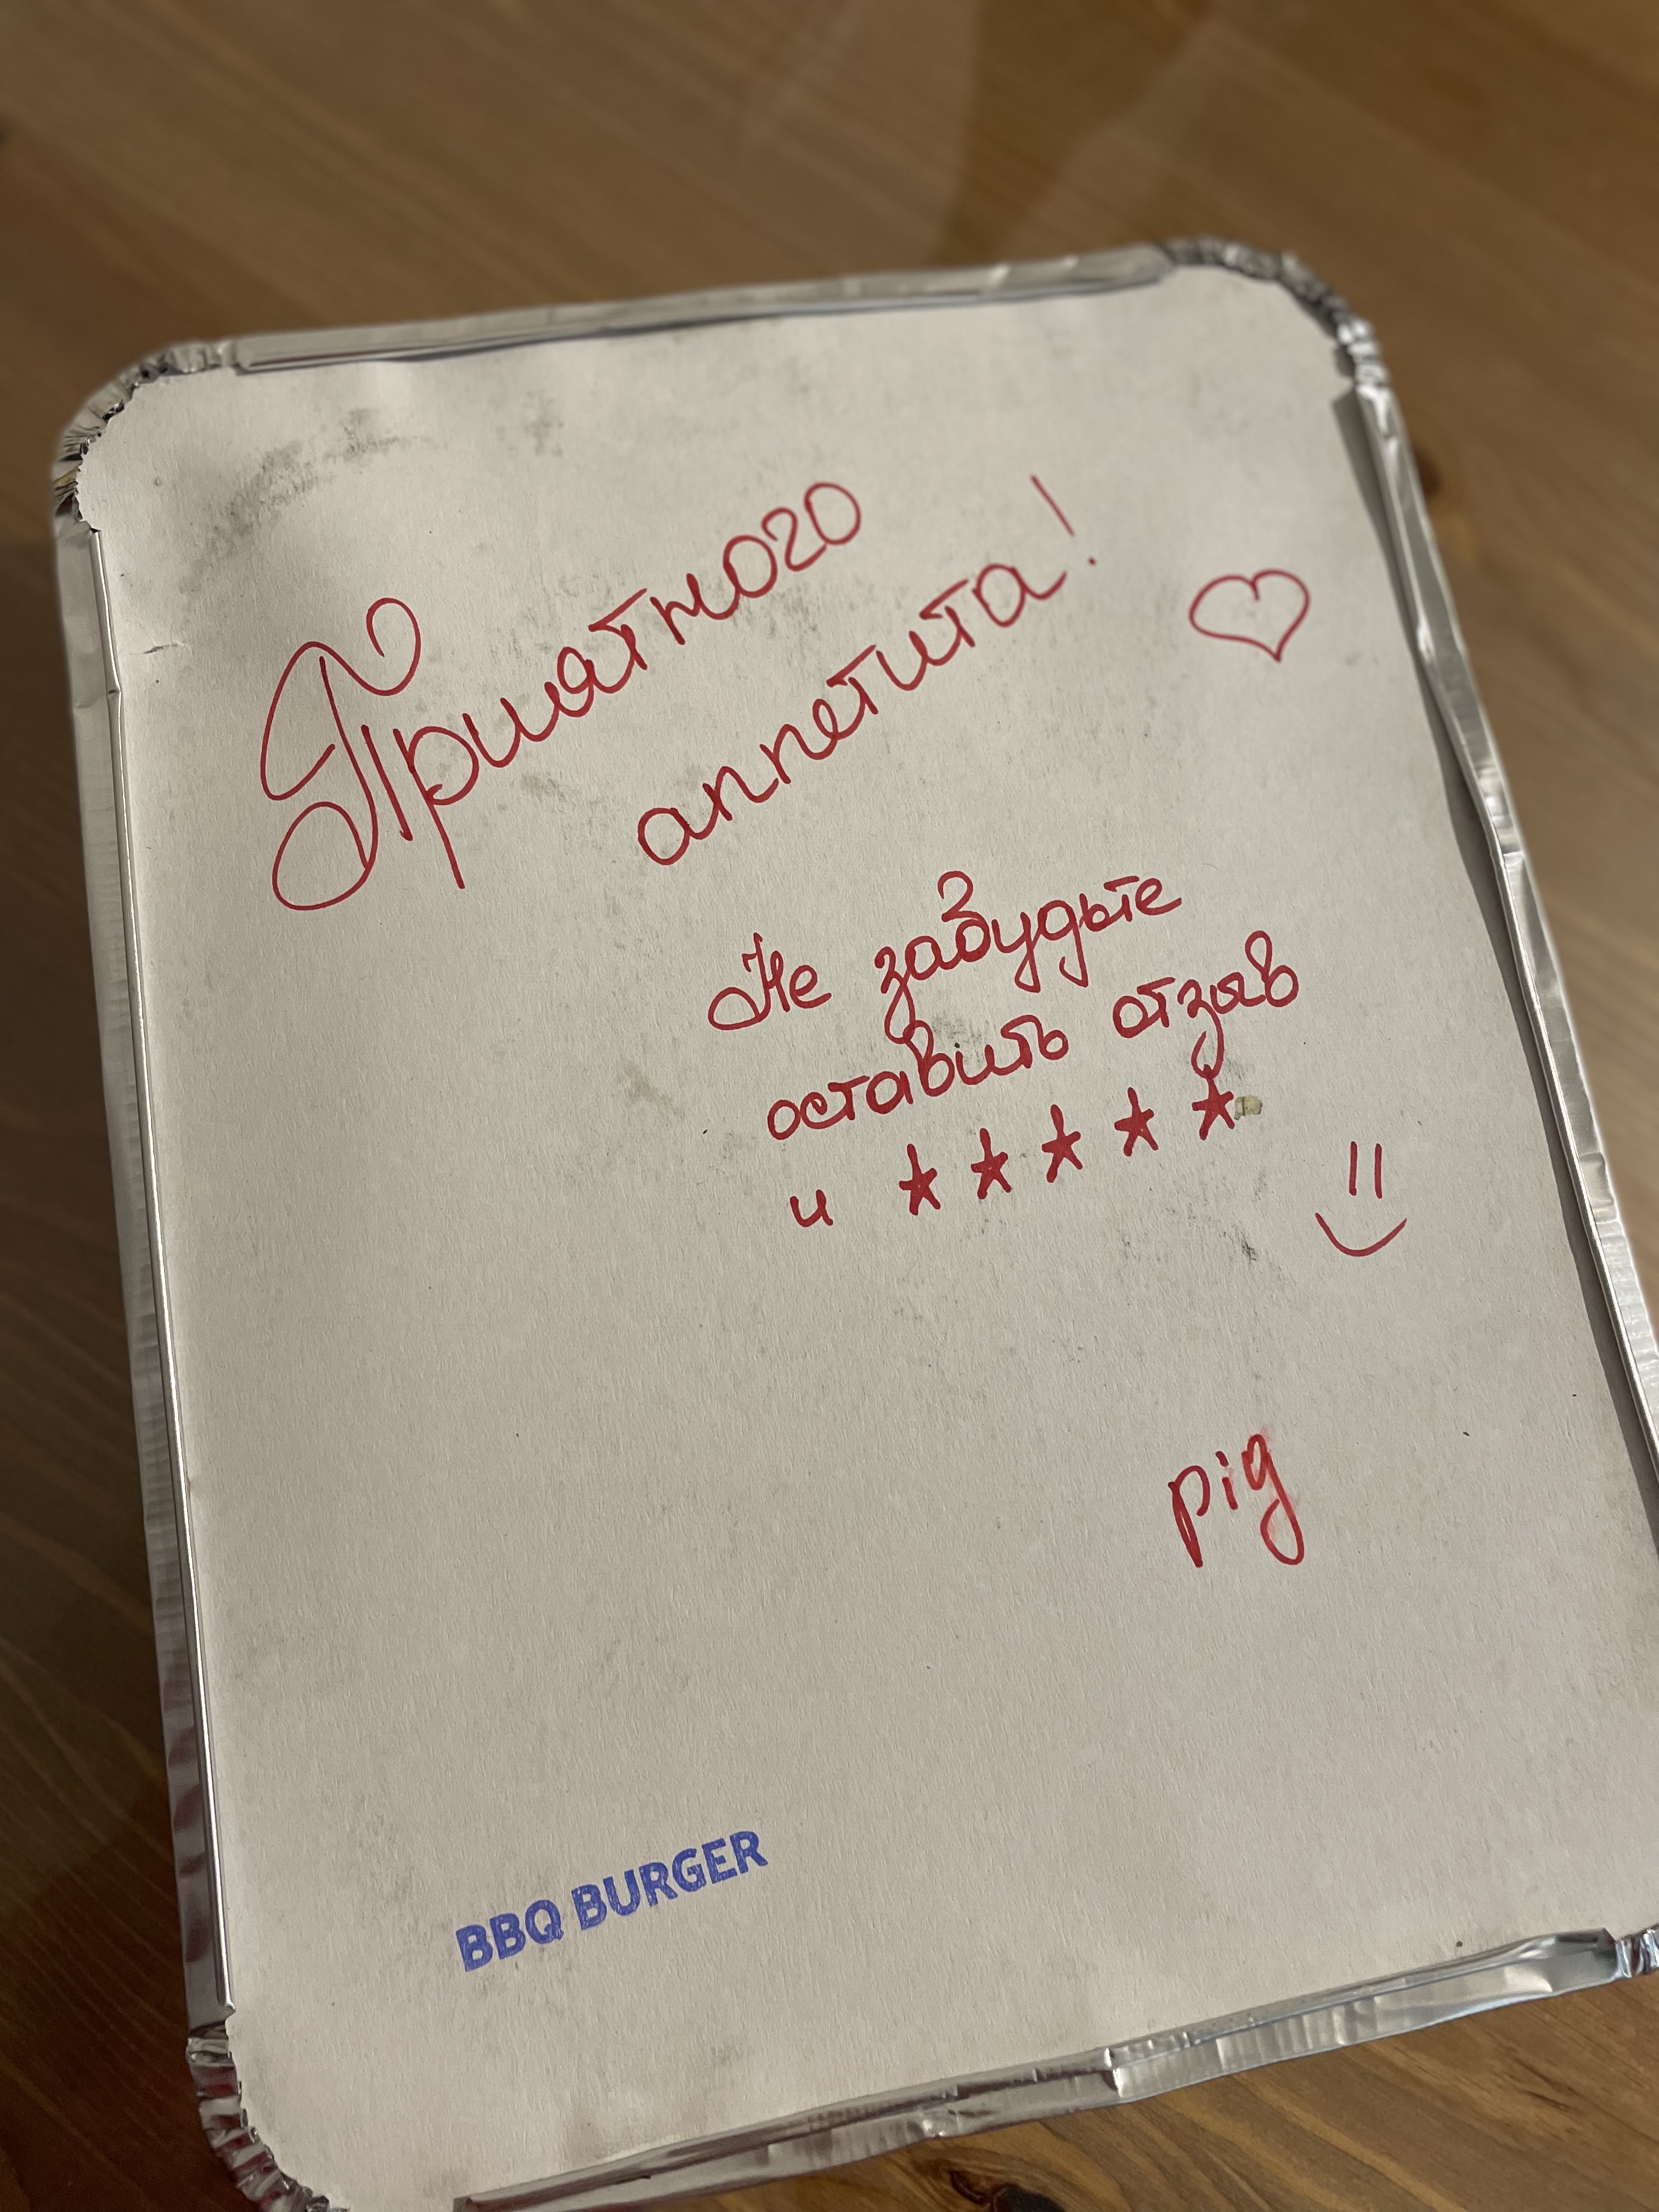 Приятного
аппетита!
Не забудьте
оставить отзыв
и ★★★★★
pig
BBQ BURGER